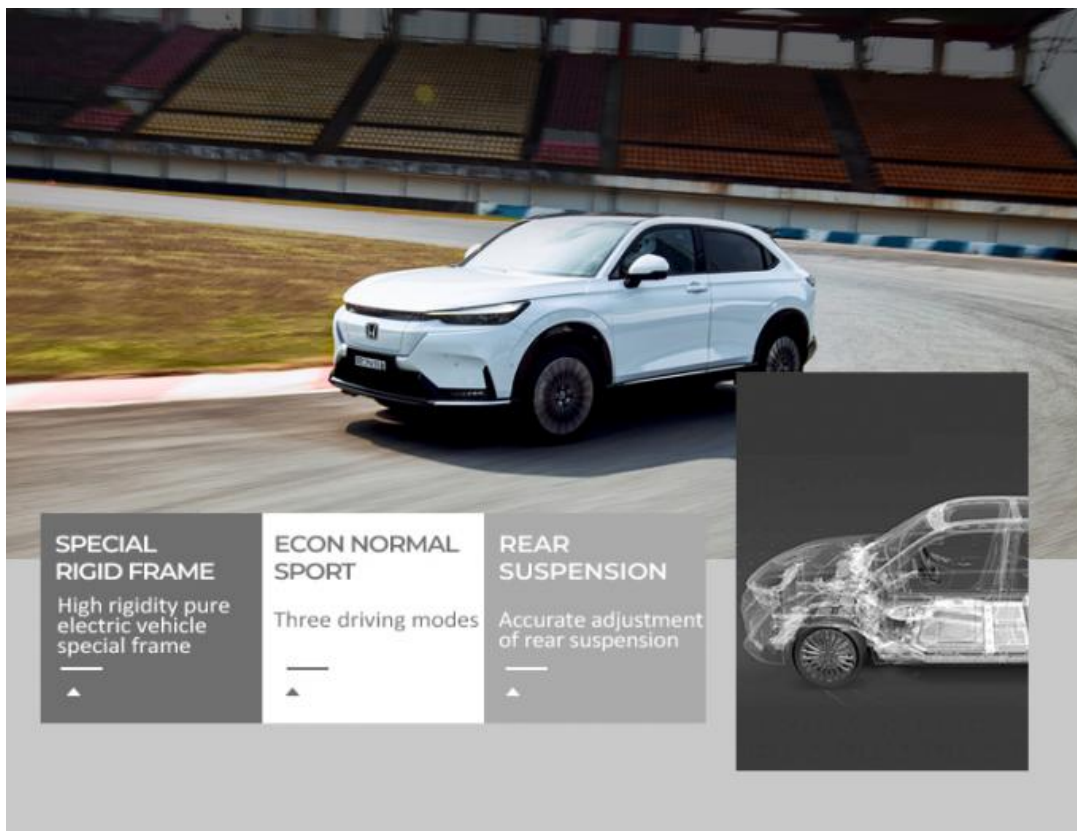 SPECIAL
RIGID FRAME
High rigidity pure
electric vehicle
special frame
ECON NORMAL
SPORT
Three driving modes
REAR
SUSPENSION
Accurate adjustment
of rear suspension